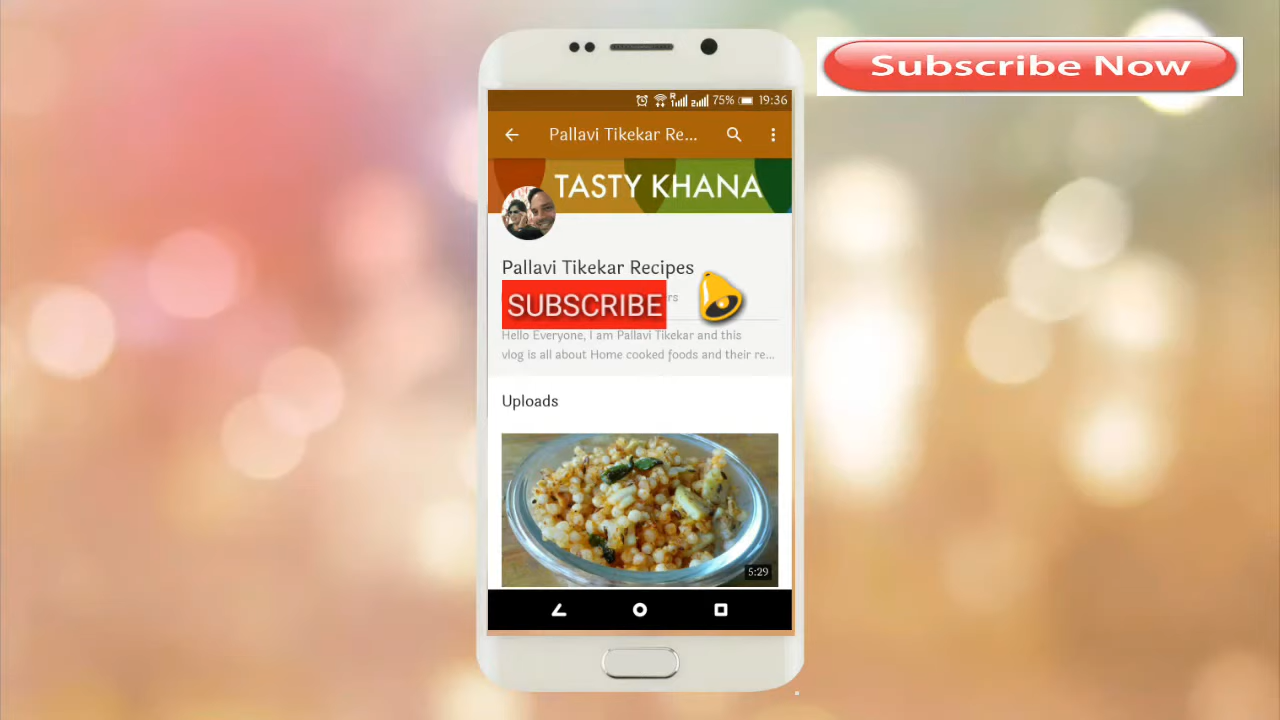 Subscribe Now
75% 19:36
Pallavi Tikekar Re...
TASTY KHANA
Pallavi Tikekar Recipes
SUBSCRIBE
Hello Everyone, I am Pallavi Tikekar and this
vlog is all about Home cooked foods and their re...
Uploads
5:29